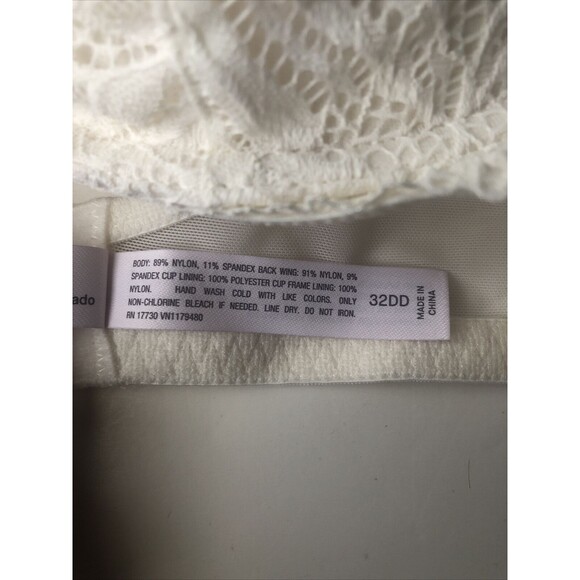 ado
BODY: 89% NYLON, 11% SPANDEX BACK WING: 91% NYLON, 9%
SPANDEX CUP LINING: 100% POLYESTER CUP FRAME LINING: 100%
NYLON. HAND WASH COLD WITH LIKE COLORS. ONLY
NON-CHLORINE BLEACH IF NEEDED. LINE DRY. DO NOT IRON.
RN 17730 VN1179480
32DD
MADE IN
CHINA